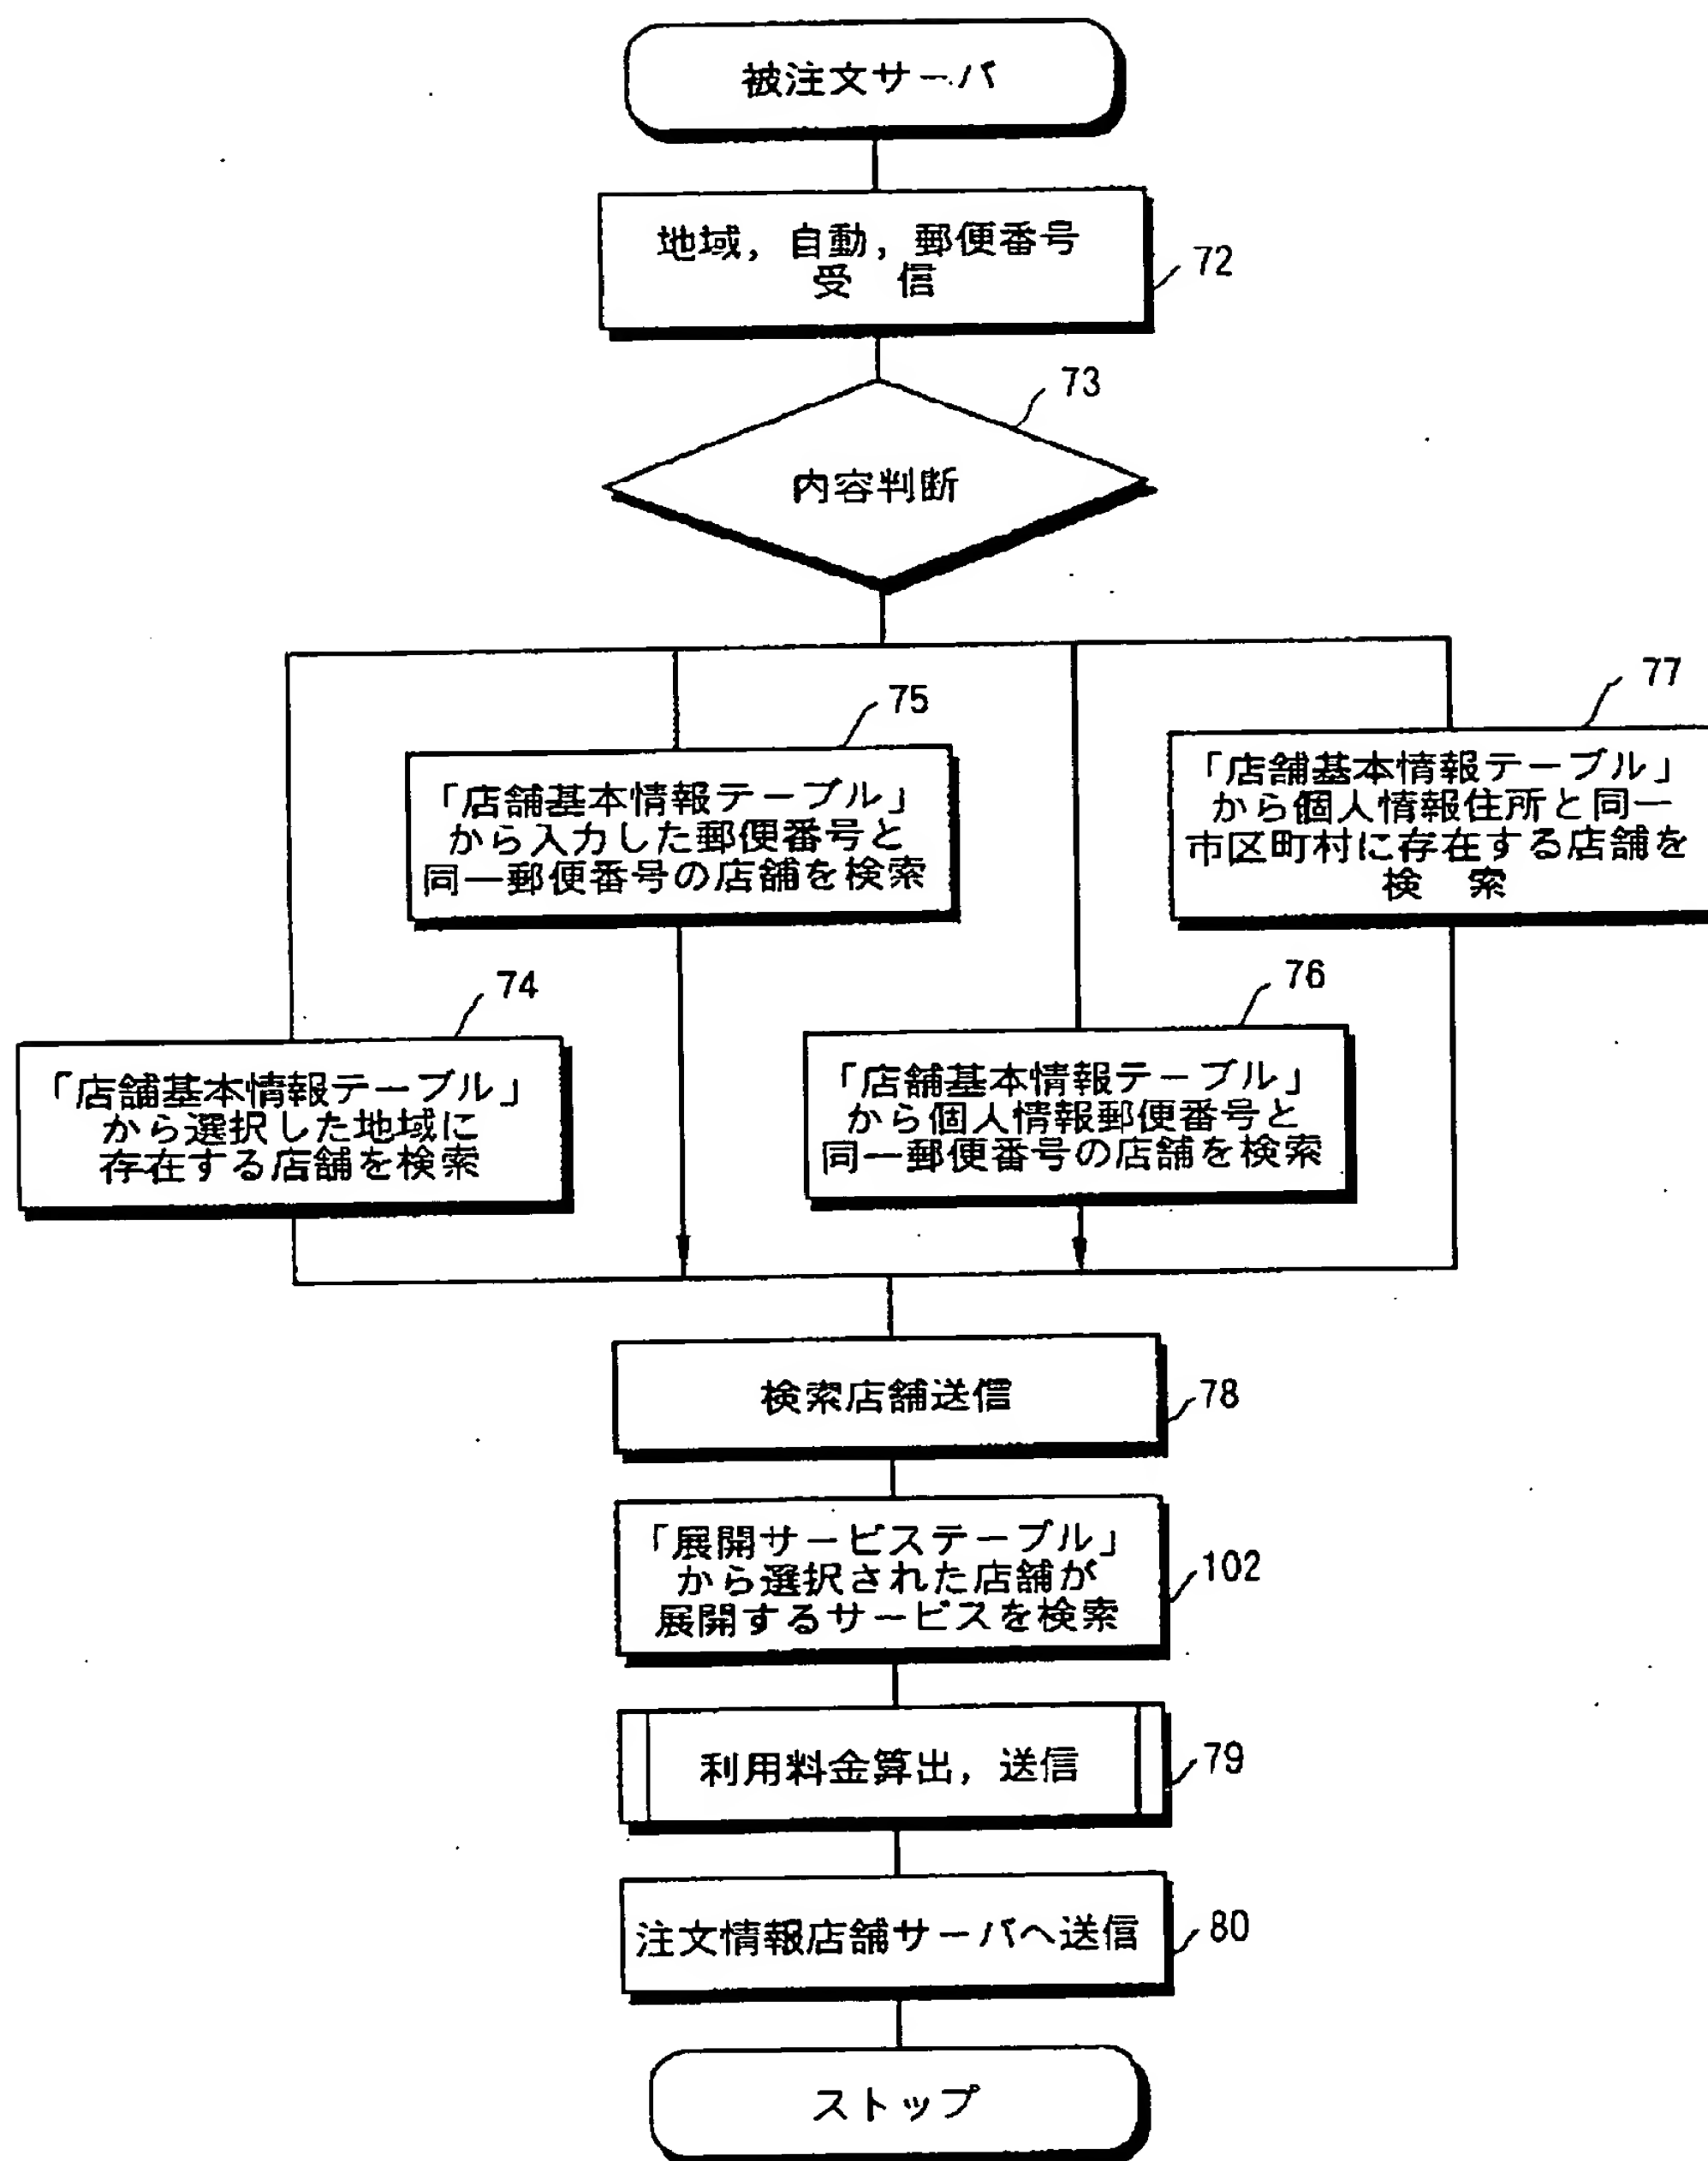 被注文サーバ
地域，自動，郵便番号
受　信
72
73
内容判断
75
「店舗基本情報テーブル」
から入力した郵便番号と
同一郵便番号の店舗を検索
77
「店舗基本情報テーブル」
から個人情報住所と同一
市区町村に存在する店舗を
検　索
74
「店舗基本情報テーブル」
から選択した地域に
存在する店舗を検索
76
「店舗基本情報テーブル」
から個人情報郵便番号と
同一郵便番号の店舗を検索
検索店舗送信
78
「展開サービステーブル」
から選択された店舗が
展開するサービスを検索
102
利用料金算出，送信
79
注文情報店舗サーバへ送信
80
ストップ